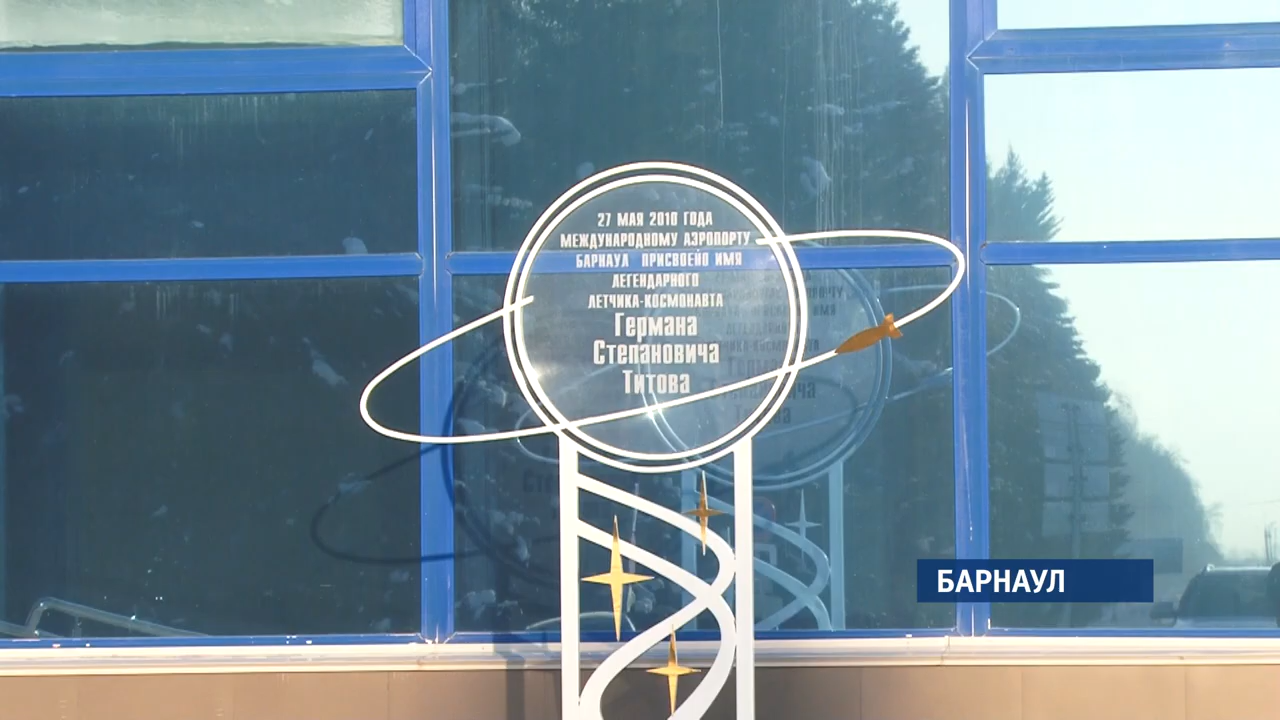 27 МАЯ 2010 ГОДА
МЕЖДУНАРОДНОМУ АЭРОПОРТУ
БАРНАУЛ ПРИСВОЕНО ИМЯ
ЛЕГЕНДАРНОГО
ЛЕТЧИКА-КОСМОНАВТА
ГЕРМАНА
СТЕПАНОВИЧА
ТИТОВА
БАРНАУЛ